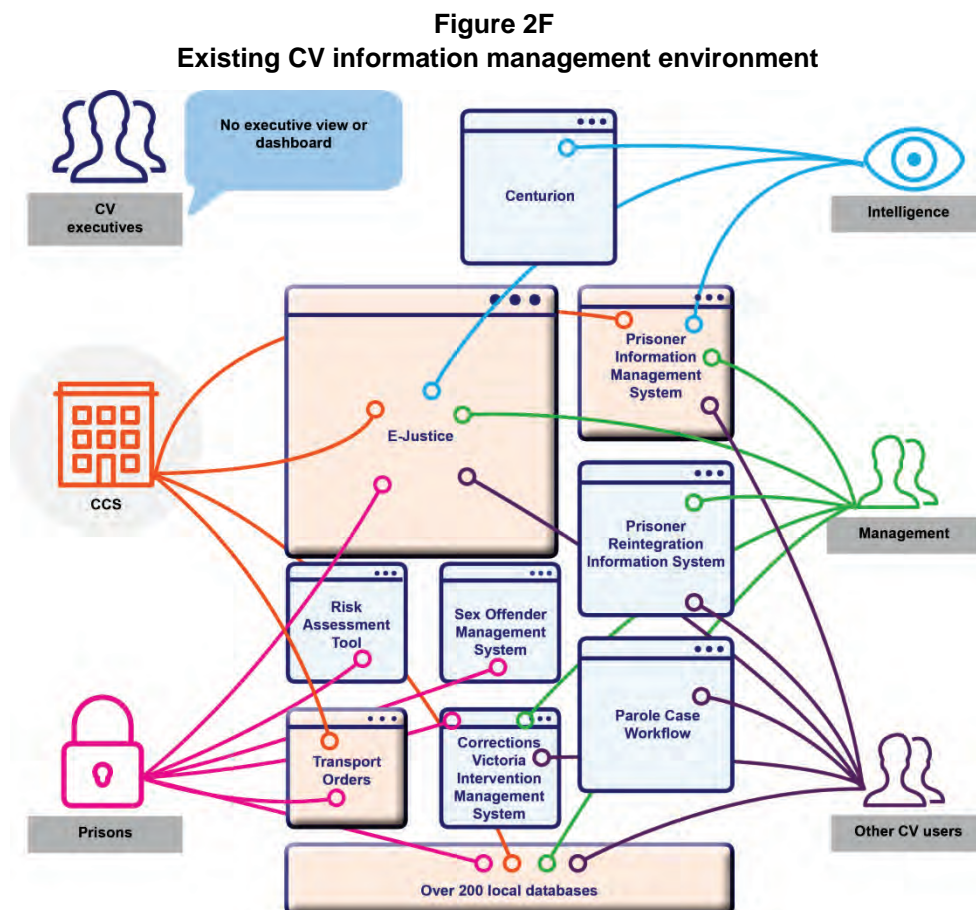 Figure 2F
Existing CV information management environment
No executive view or
dashboard
CV
executives
Centurion
Intelligence
Prisoner
Information
Management
System
E-Justice
CCS
Prisoner
Reintegration
Information System
Management
Risk
Assessment
Tool
Sex Offender
Management
System
Parole Case
Workflow
Transport
Orders
Corrections
Victoria
Intervention
Management
System
Prisons
Other CV users
Over 200 local databases